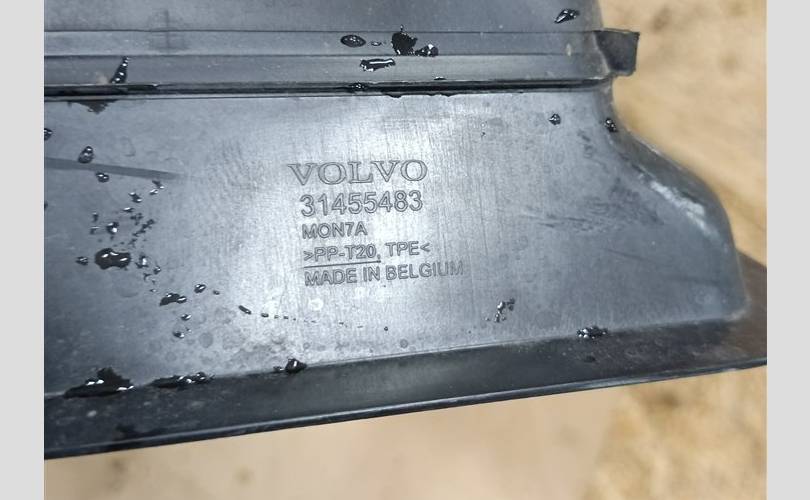 VOLVO
31455483
MON7A
>PP-T20, TPE<
MADE IN BELGIUM